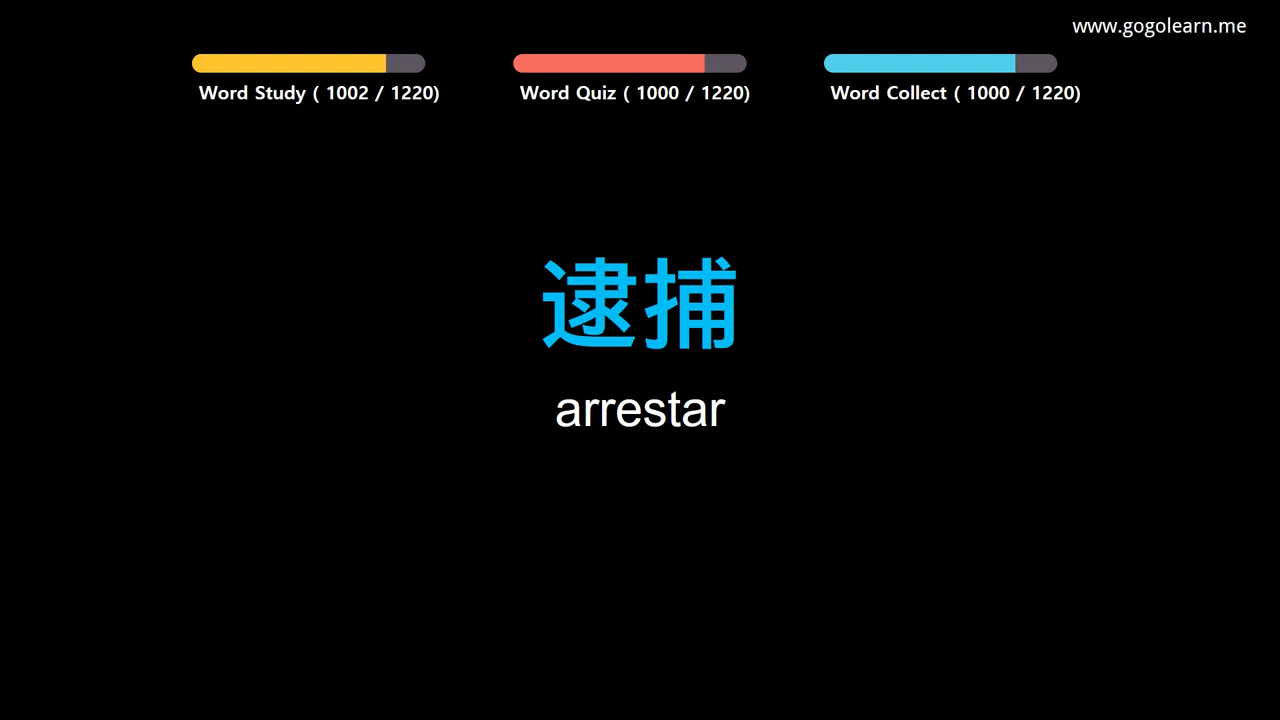 www.gogolearn.me
Word Study ( 1002 / 1220)
Word Quiz ( 1000 / 1220)
Word Collect ( 1000 / 1220)
逮捕
arrestar